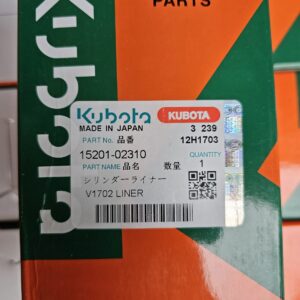 PARTS
Kubota
Kubota KUBOTA
MADE IN JAPAN 3 239
PART No. 品番 12H1703
15201-02310 QUANTITY
PART NAME 品名 数量 1
シリンダーライナー
V1702 LINER